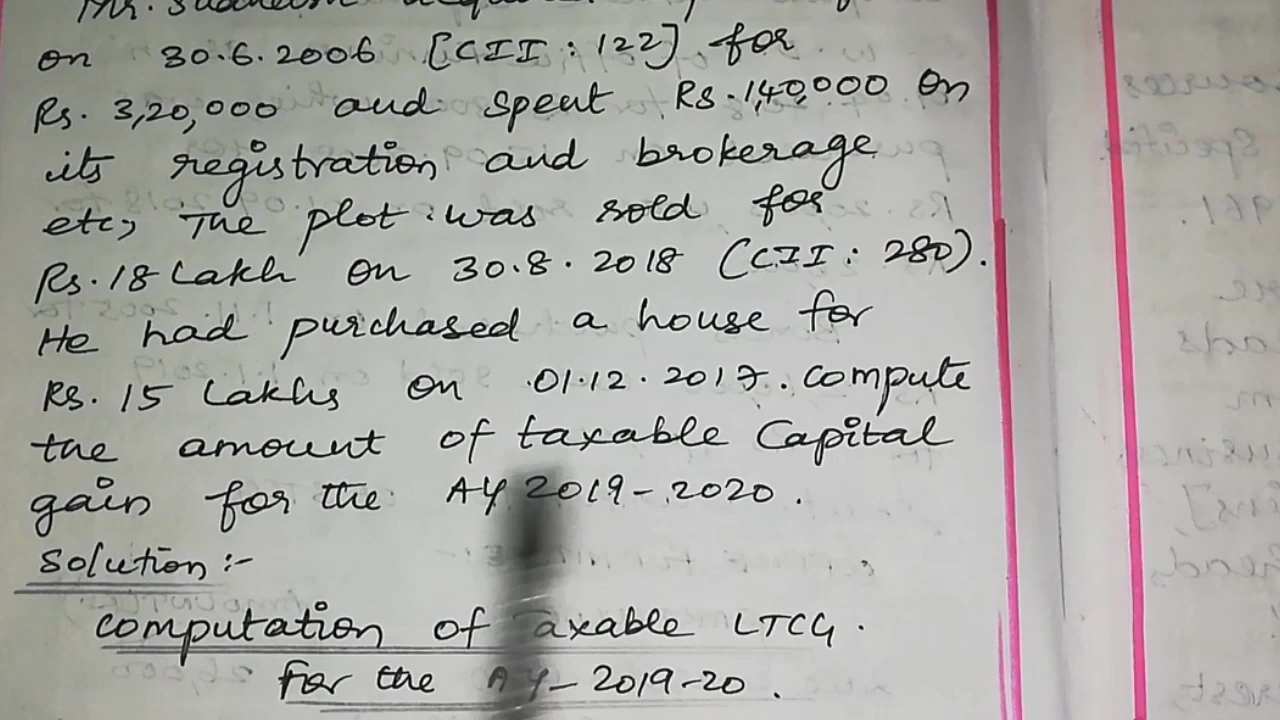 Mr.
on 30.6.2006 [CII : 122] for
Rs. 3,20,000 and spent Rs. 1,40,000 on
its registration and brokerage
etc, The plot was sold for
Rs. 18 Lakh on 30.8.2018 (CII : 280).
He had purchased a house for
Rs. 15 Lakhs on 01.12.2017. compute
the amount of taxable Capital
gain for the AY 2019-2020.
Solution :-
computation of Taxable LTCG.
For the AY-2019-20.